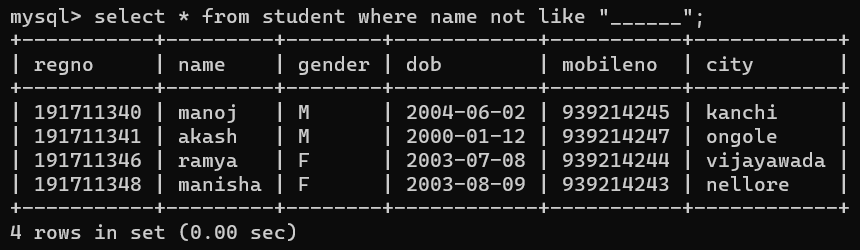 mysql> select * from student where name not like "______";
+-----------+---------+--------+------------+-----------+------------+
| regno     | name    | gender | dob        | mobileno  | city       |
+-----------+---------+--------+------------+-----------+------------+
| 191711340 | manoj   | M      | 2004-06-02 | 939214245 | kanchi     |
| 191711341 | akash   | M      | 2000-01-12 | 939214247 | ongole     |
| 191711346 | ramya   | F      | 2003-07-08 | 939214244 | vijayawada |
| 191711348 | manisha | F      | 2003-08-09 | 939214243 | nellore    |
+-----------+---------+--------+------------+-----------+------------+
4 rows in set (0.00 sec)